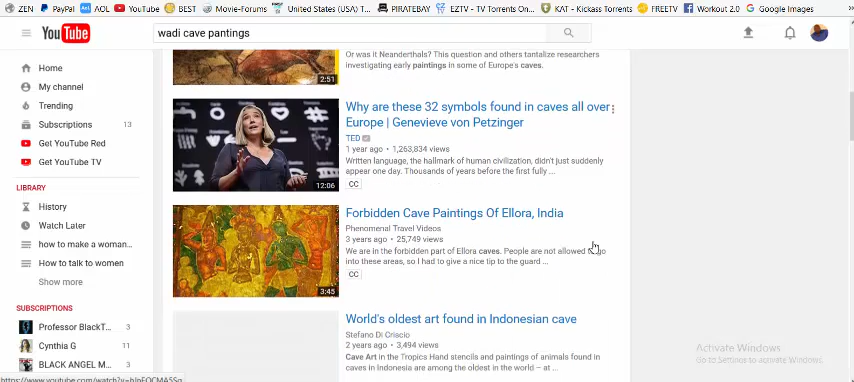 ZEN PayPal AOL YouTube BEST Movie-Forums United States (USA) T... PIRATEBAY EZTV - TV Torrents On... KAT - Kickass Torrents FREETV Workout 2.0 Google Images
YouTube
wadi cave pantings
Home
My channel
Trending
Subscriptions 13
Get YouTube Red
Get YouTube TV
LIBRARY
History
Watch Later
how to make a woman...
How to talk to women
Show more
SUBSCRIPTIONS
Professor BlackT... 3
Cynthia G 11
BLACK ANGEL M... 3
Or was it Neanderthals? This question and others tantalize researchers
investigating early paintings in some of Europe's caves.
2:51
Why are these 32 symbols found in caves all over
Europe | Genevieve von Petzinger
TED
1 year ago • 1,263,834 views
Written language, the hallmark of human civilization, didn't just suddenly
appear one day. Thousands of years before the first fully ...
CC
12:06
Forbidden Cave Paintings Of Ellora, India
Phenomenal Travel Videos
3 years ago • 25,749 views
We are in the forbidden part of Ellora caves. People are not allowed to go
into these areas, so I had to give a nice tip to the guard ...
CC
3:45
World's oldest art found in Indonesian cave
Stefano Di Criscio
2 years ago • 3,494 views
Cave Art in the Tropics Hand stencils and paintings of animals found in
caves in Indonesia are among the oldest in the world – at ...
Activate Windows
Go to Settings to activate Windows.